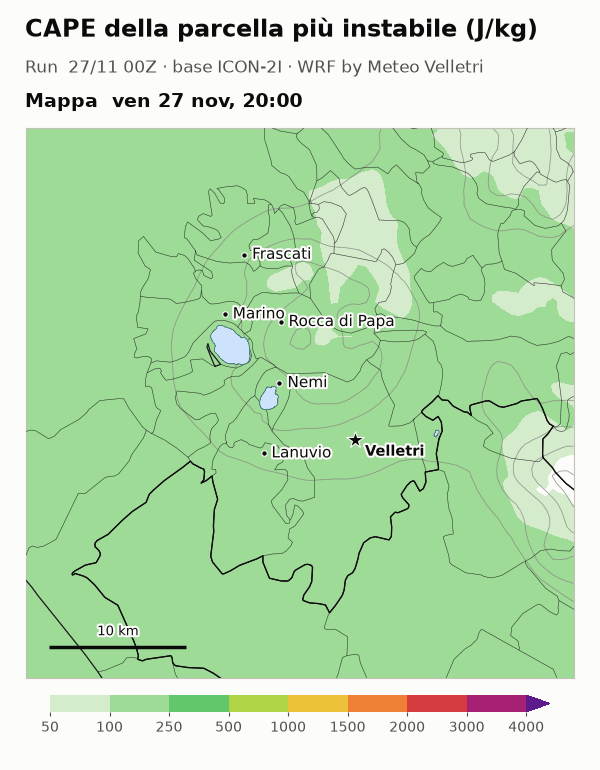 CAPE della parcella più instabile (J/kg)
Run  27/11 00Z · base ICON-2I · WRF by Meteo Velletri
Mappa  ven 27 nov, 20:00
Frascati
Marino
Rocca di Papa
Nemi
Velletri
Lanuvio
10 km
50 100 250 500 1000 1500 2000 3000 4000